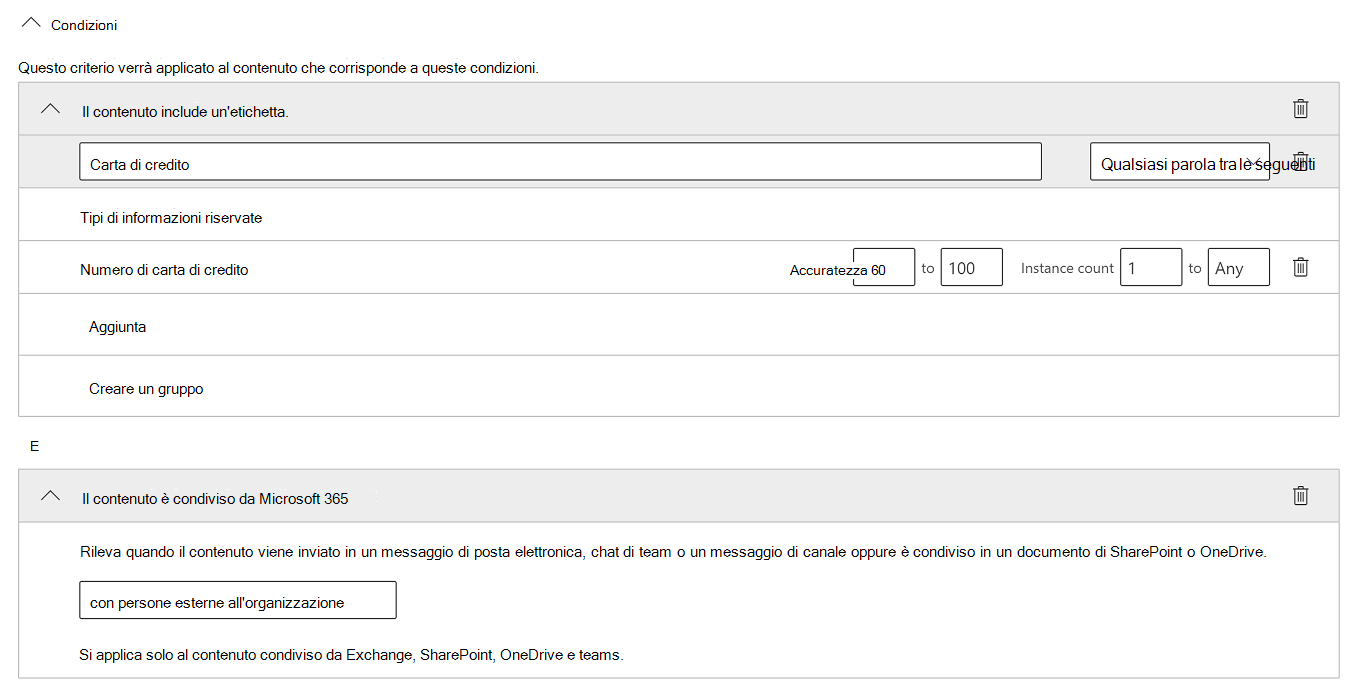 Condizioni
Questo criterio verrà applicato al contenuto che corrisponde a queste condizioni.
Il contenuto include un'etichetta.
Carta di credito Qualsiasi parola tra le seguenti
Tipi di informazioni riservate
Numero di carta di credito Accuratezza 60 to 100 Instance count 1 to Any
Aggiunta
Creare un gruppo
E
Il contenuto è condiviso da Microsoft 365
Rileva quando il contenuto viene inviato in un messaggio di posta elettronica, chat di team o un messaggio di canale oppure è condiviso in un documento di SharePoint o OneDrive.
con persone esterne all'organizzazione
Si applica solo al contenuto condiviso da Exchange, SharePoint, OneDrive e teams.